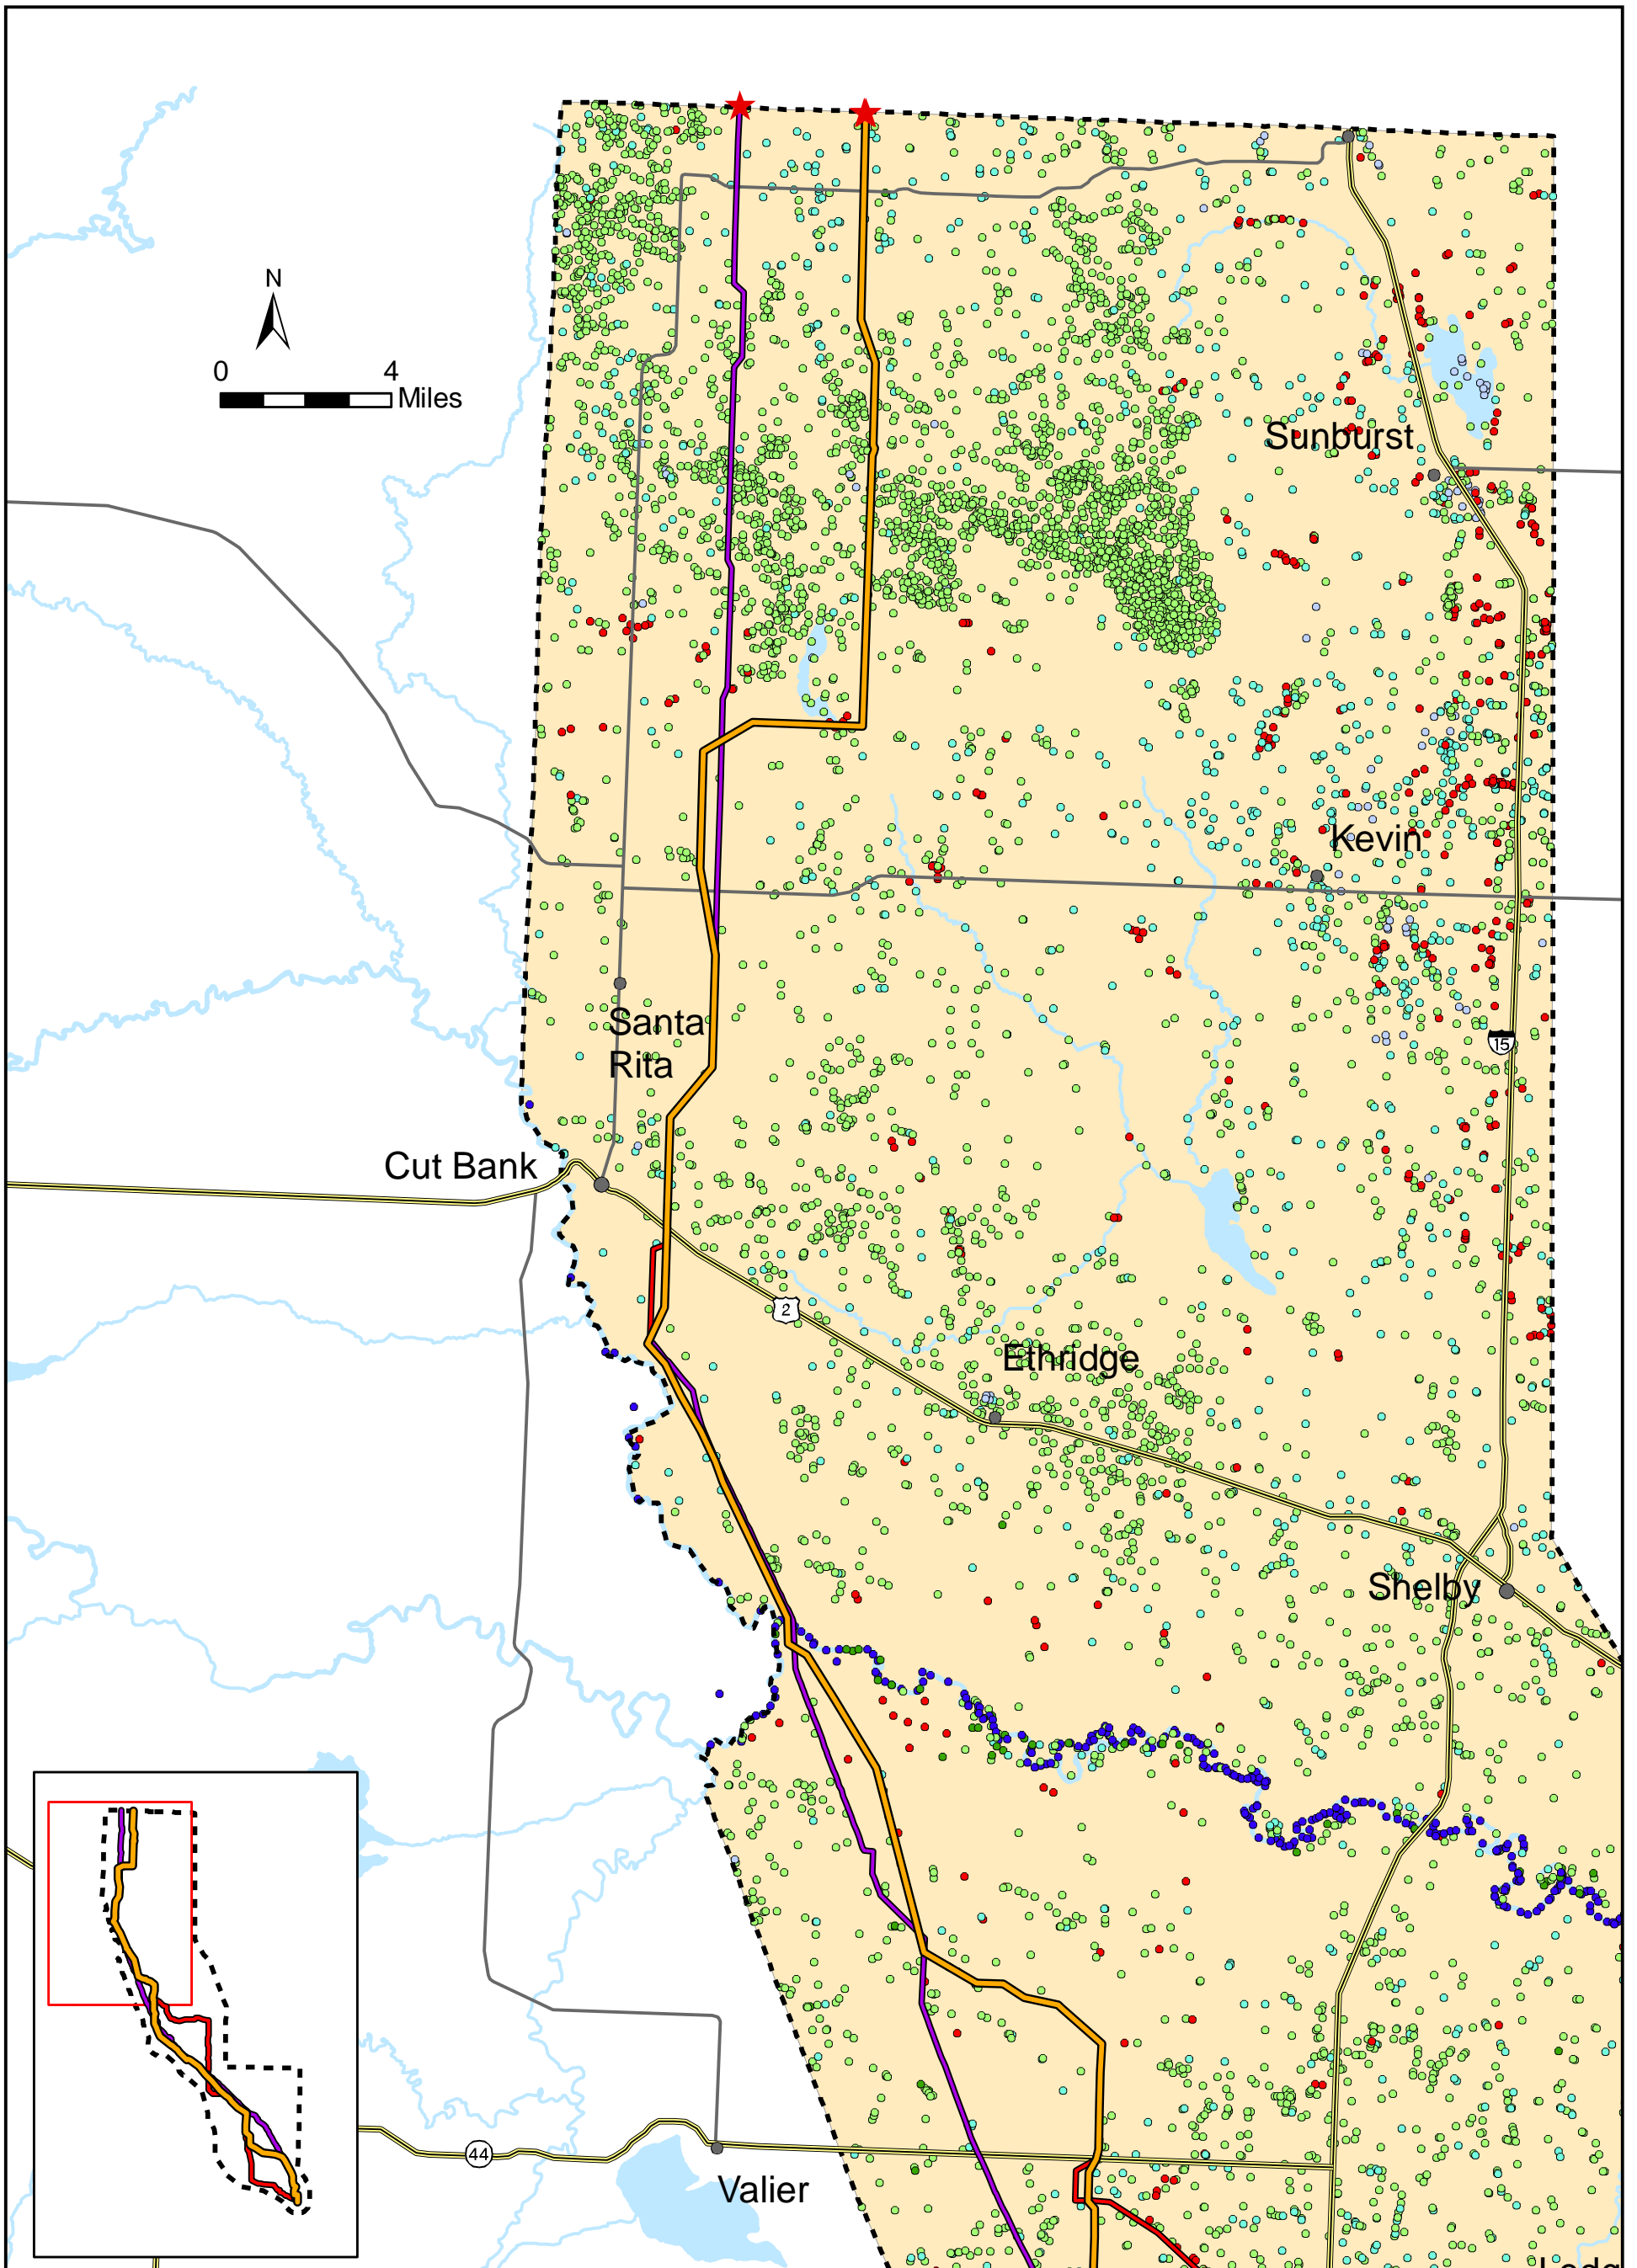 N
0 4
Miles
Sunburst
Kevin
Santa
Rita
15
Cut Bank
2
Ethridge
Shelby
44
Valier